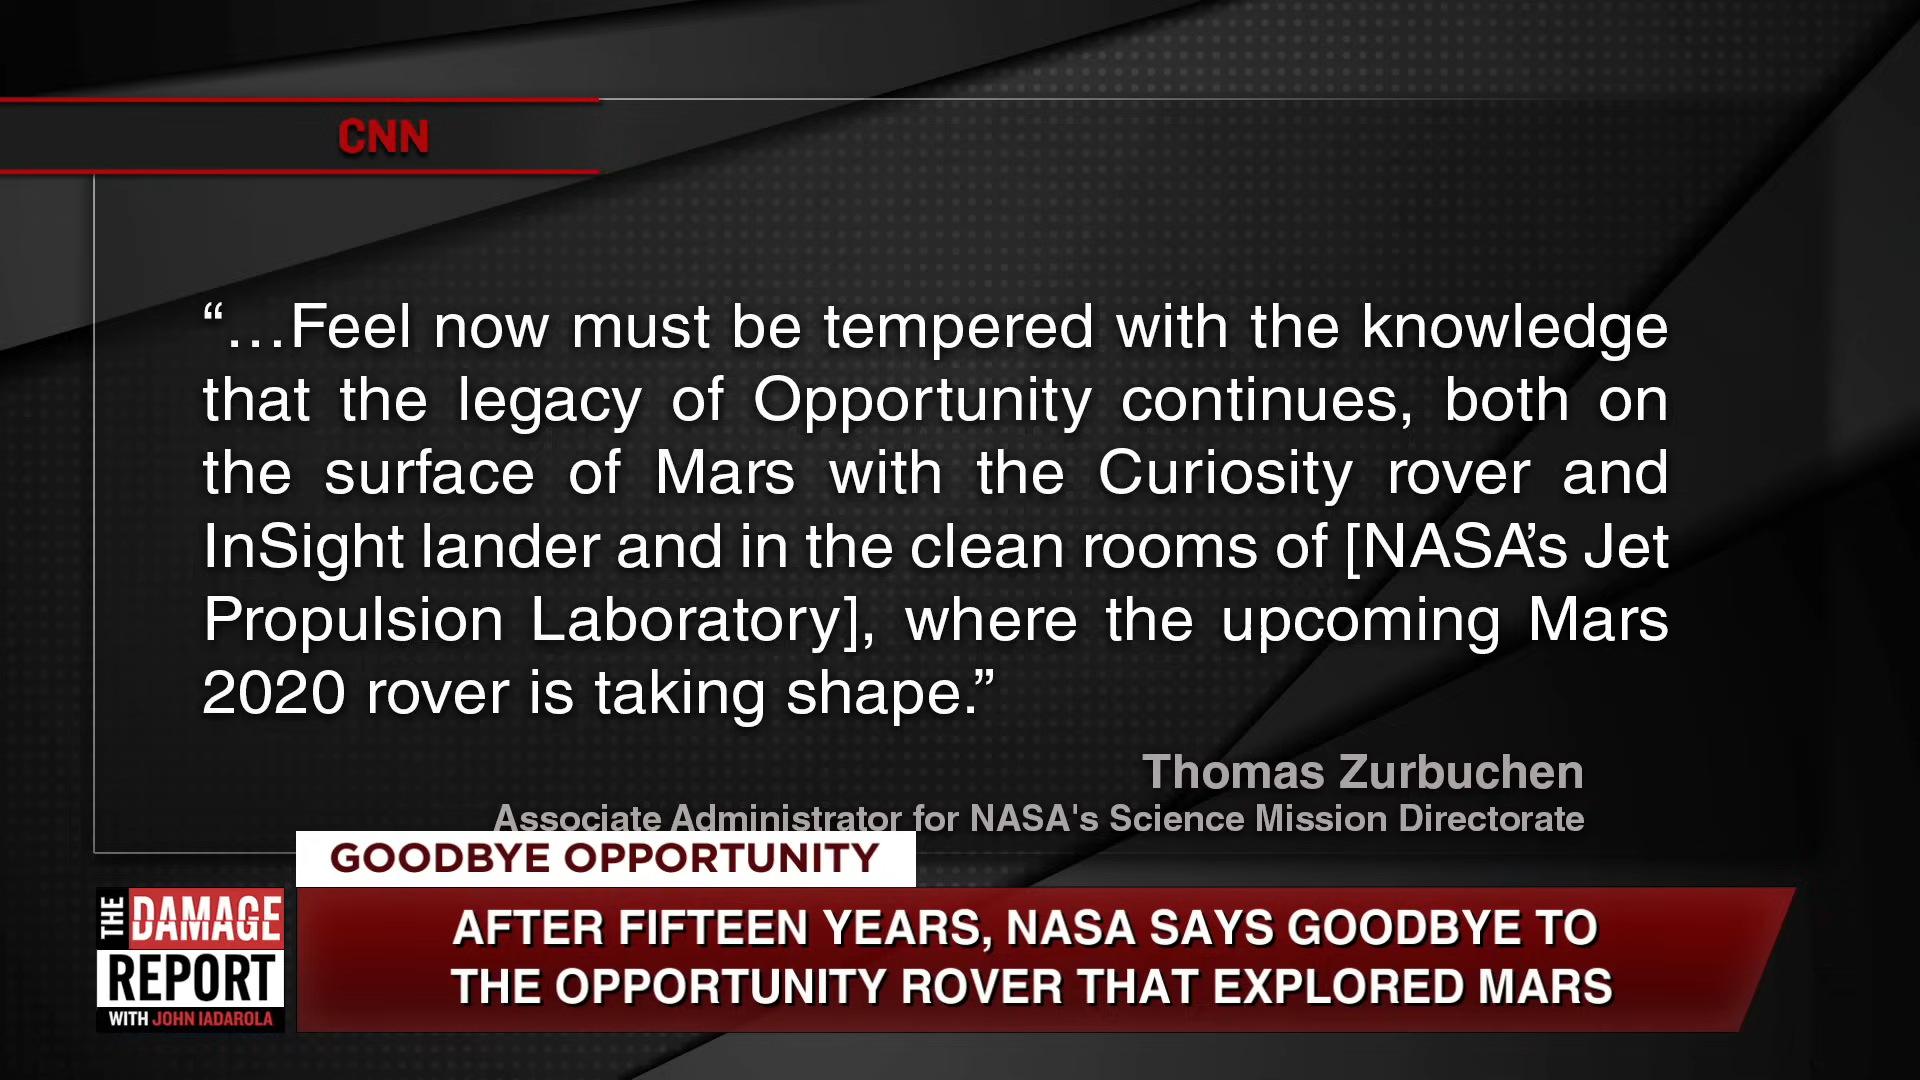 CNN
“…Feel now must be tempered with the knowledge
that the legacy of Opportunity continues, both on
the surface of Mars with the Curiosity rover and
InSight lander and in the clean rooms of [NASA’s Jet
Propulsion Laboratory], where the upcoming Mars
2020 rover is taking shape.”
Thomas Zurbuchen
Associate Administrator for NASA's Science Mission Directorate
GOODBYE OPPORTUNITY
AFTER FIFTEEN YEARS, NASA SAYS GOODBYE TO
THE OPPORTUNITY ROVER THAT EXPLORED MARS
THE DAMAGE
REPORT
WITH JOHN IADAROLA